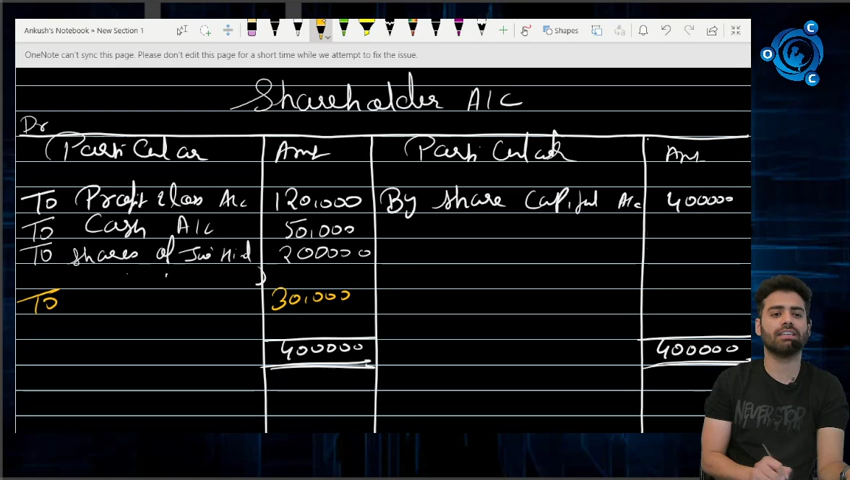 Ankush's Notebook » New Section 1
Shapes
OneNote can't sync this page. Please don't edit this page for a short time while we attempt to fix the issue.
O C C
Shareholder A/C
Dr
Particular Amt Particular Amt
To Profit & loss A/c 120,000 By Share Capital A/c 400000
To Cash A/C 50,000
To shares of 200000
To 30,000
400000 400000
NEVER STOP